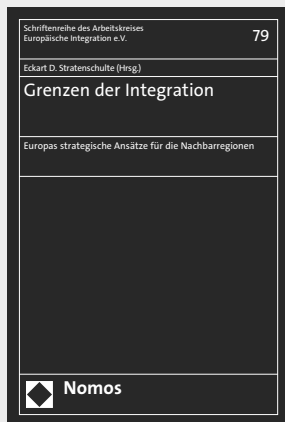 Schriftenreihe des Arbeitskreises
Europäische Integration e.V.
79
Eckart D. Stratenschulte (Hrsg.)
Grenzen der Integration
Europas strategische Ansätze für die Nachbarregionen
Nomos